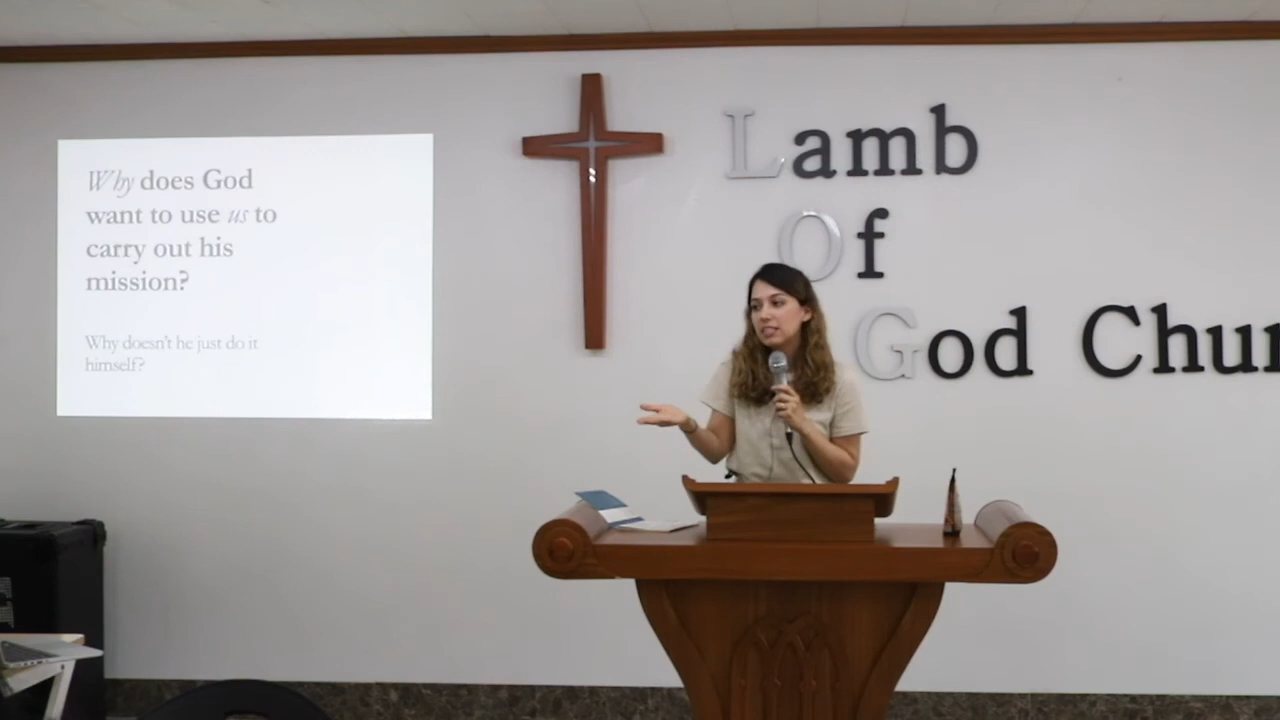 Why does God
want to use us to
carry out his
mission?
Why doesn't he just do it
himself?
Lamb
Of
God Chur